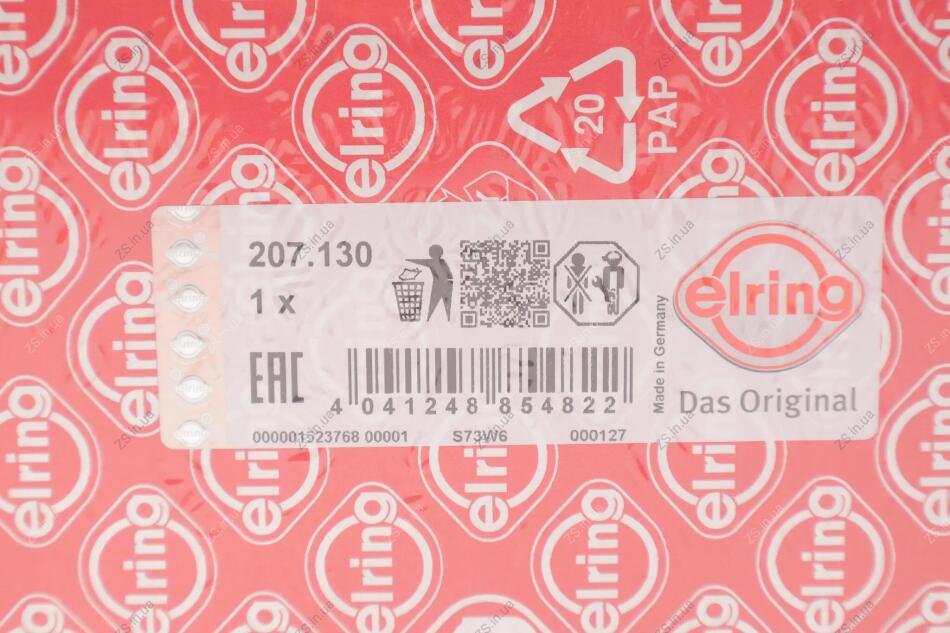 20
PAP
207.130
1 x
elring
Made in Germany
EAC
4 041248 854822
Das Original
000001523768 00001 S73W6 000127
elring
ZS.in.ua